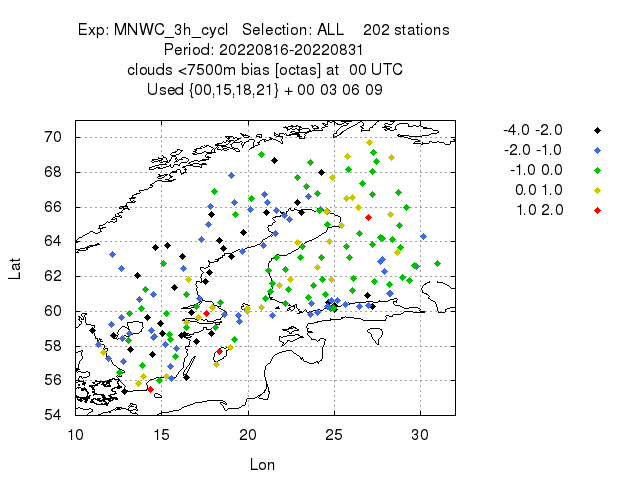 Exp: MNWC_3h_cycl Selection: ALL 202 stations
Period: 20220816-20220831
clouds <7500m bias [octas] at 00 UTC
Used {00,15,18,21} + 00 03 06 09
-4.0 -2.0
-2.0 -1.0
-1.0 0.0
0.0 1.0
1.0 2.0
70
68
66
64
62
60
58
56
54
Lat
10 15 20 25 30
Lon